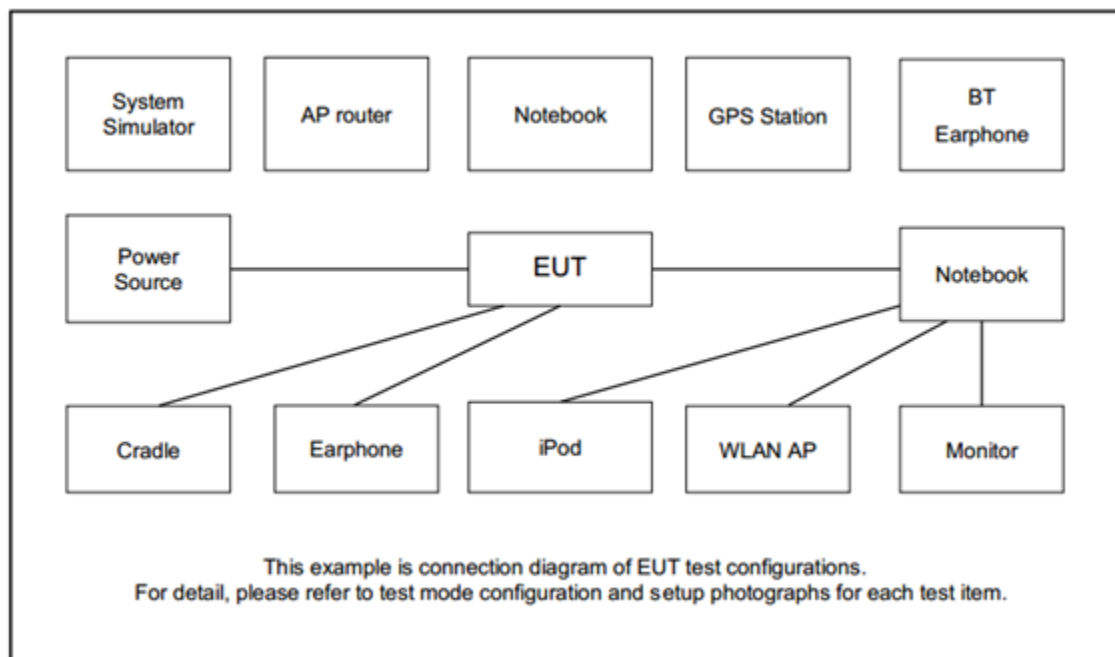 System
Simulator
AP router
Notebook
GPS Station
BT
Earphone
Power
Source
EUT
Notebook
Cradle
Earphone
iPod
WLAN AP
Monitor
This example is connection diagram of EUT test configurations.
For detail, please refer to test mode configuration and setup photographs for each test item.